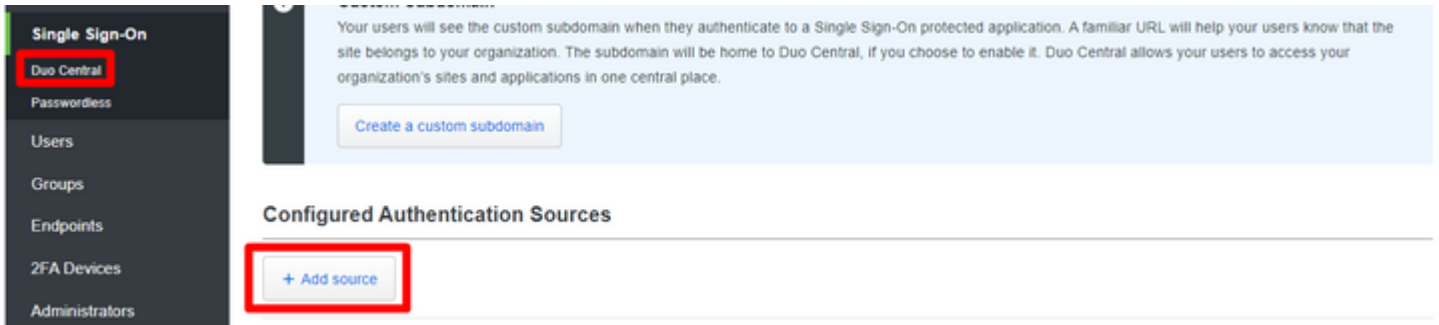 Single Sign-On
Duo Central
Passwordless
Users
Groups
Endpoints
2FA Devices
Administrators
Custom Subdomain
Your users will see the custom subdomain when they authenticate to a Single Sign-On protected application. A familiar URL will help your users know that the
site belongs to your organization. The subdomain will be home to Duo Central, if you choose to enable it. Duo Central allows your users to access your
organization's sites and applications in one central place.
Create a custom subdomain
Configured Authentication Sources
+ Add source